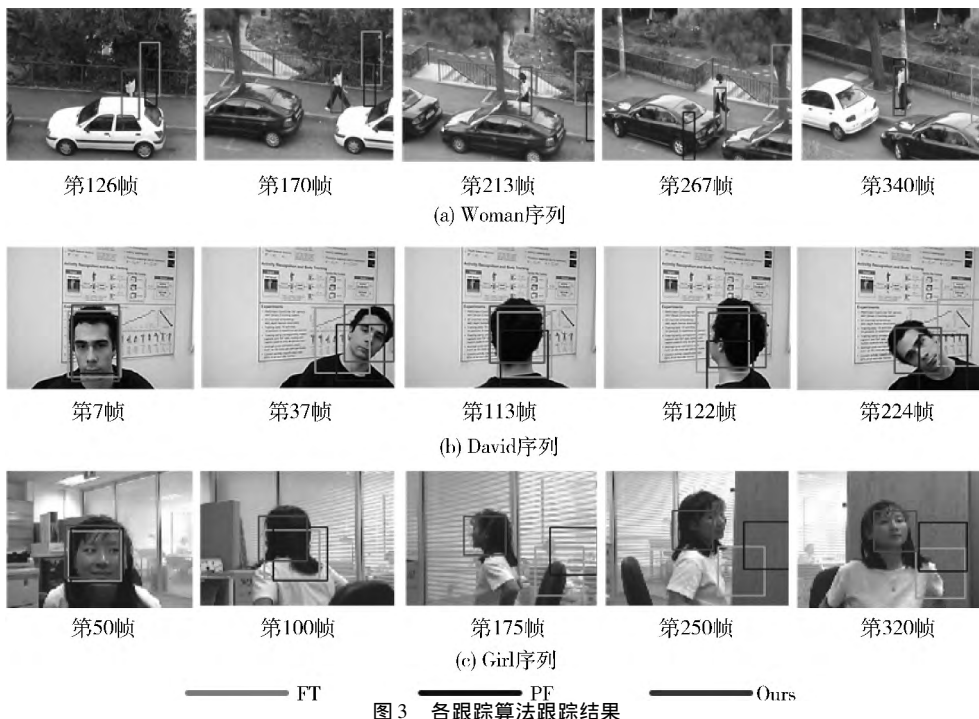 第126帧 第170帧 第213帧 第267帧 第340帧
(a) Woman序列
Activity Recognition and Body Tracking
第7帧 第37帧 第113帧 第122帧 第224帧
(b) David序列
第50帧 第100帧 第175帧 第250帧 第320帧
(c) Girl序列
FT PF Ours
图3 各跟踪算法跟踪结果